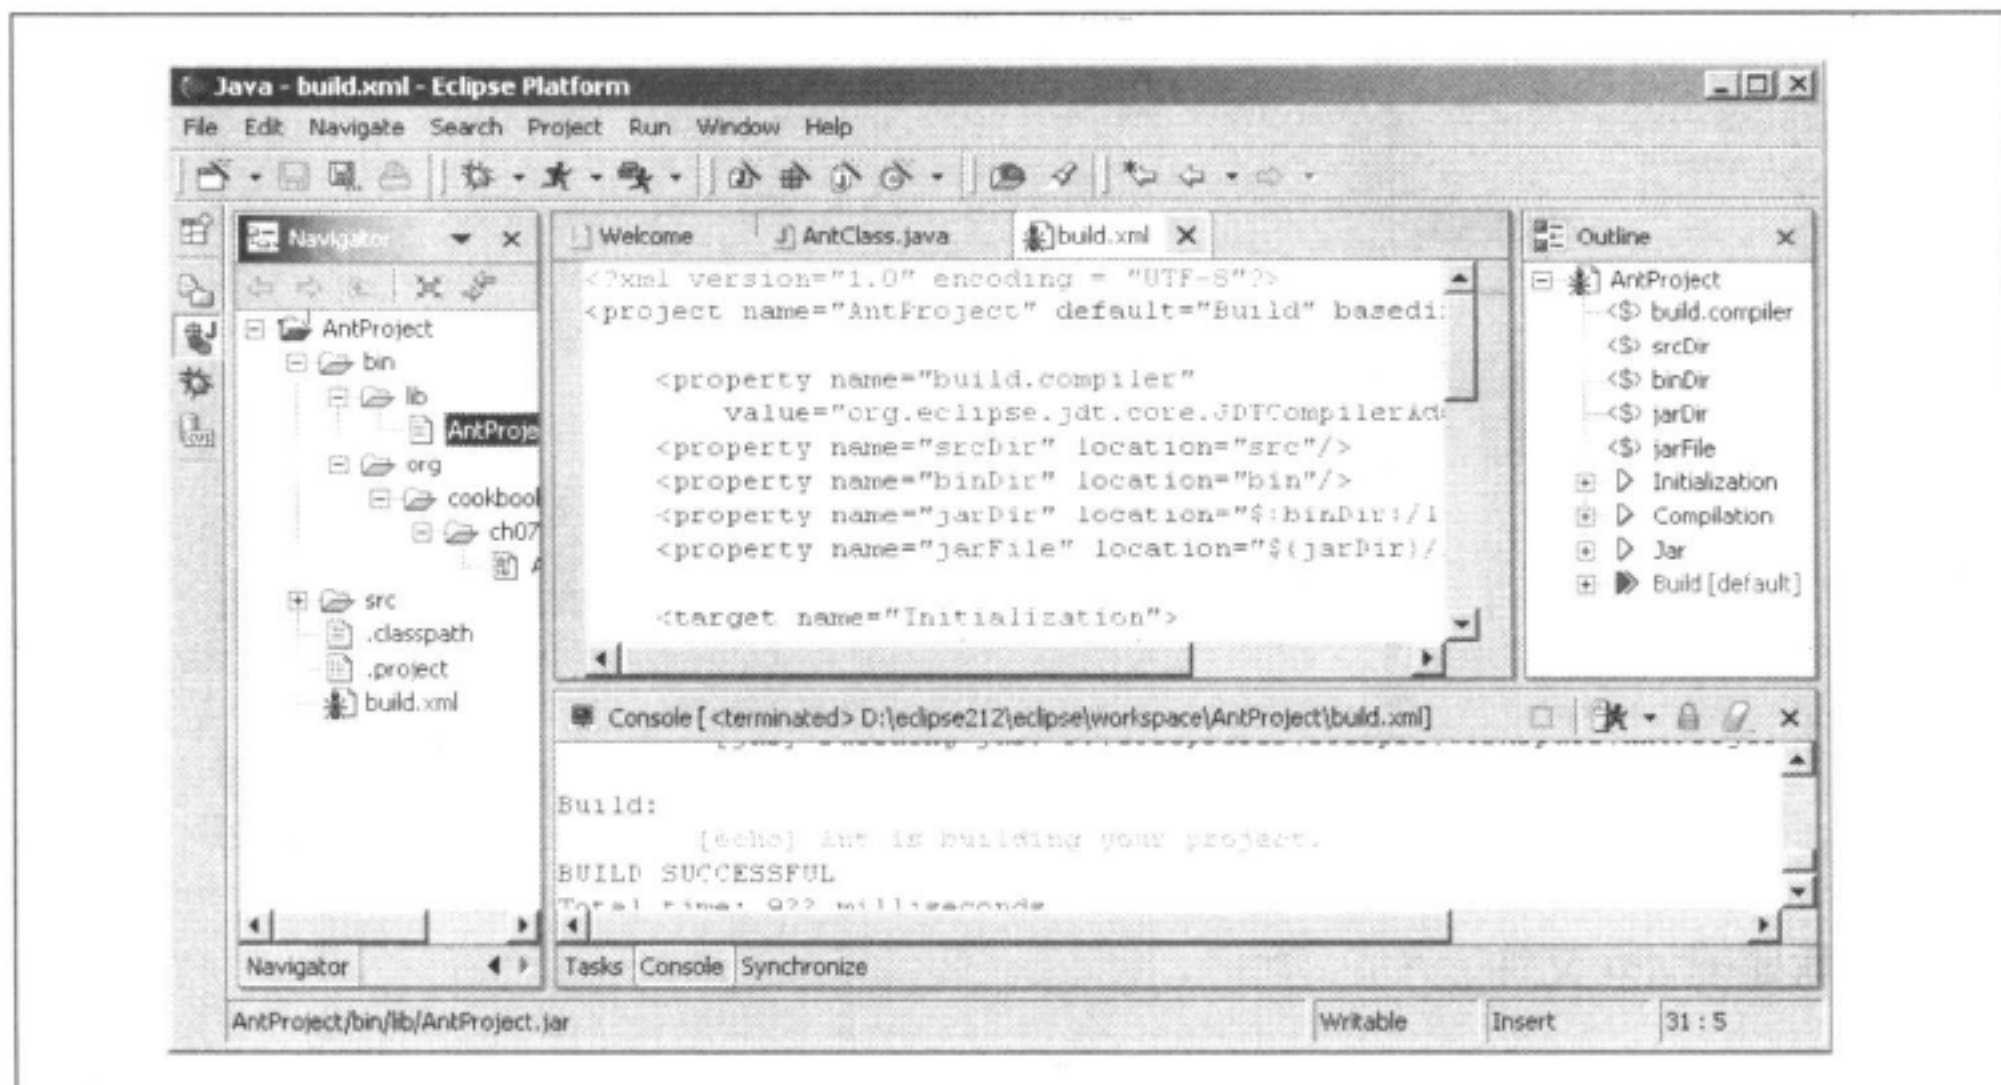 Java - build.xml - Eclipse Platform
File Edit Navigate Search Project Run Window Help
Navigator
AntProject
bin
lib
AntProje
org
cookbool
ch07
A
src
.classpath
.project
build.xml
Navigator
Welcome
AntClass.java
build.xml
<?xml version="1.0" encoding = "UTF-8"?>
<project name="AntProject" default="Build" basedi
<property name="build.compiler"
value="org.eclipse.jdt.core.JDTCompilerAd
<property name="srcDir" location="src"/>
<property name="binDir" location="bin"/>
<property name="jarDir" location="${binDir}/l
<property name="jarFile" location="${jarDir}/
<target name="Initialization">
Outline
AntProject
build.compiler
srcDir
binDir
jarDir
jarFile
Initialization
Compilation
Jar
Build [default]
Console [ <terminated> D:\eclipse212\eclipse\workspace\AntProject\build.xml]
Build:
[echo] Ant is building your project.
BUILD SUCCESSFUL
Total time: 922 milliseconds
Tasks Console Synchronize
AntProject/bin/lib/AntProject.jar
Writable
Insert
31 : 5